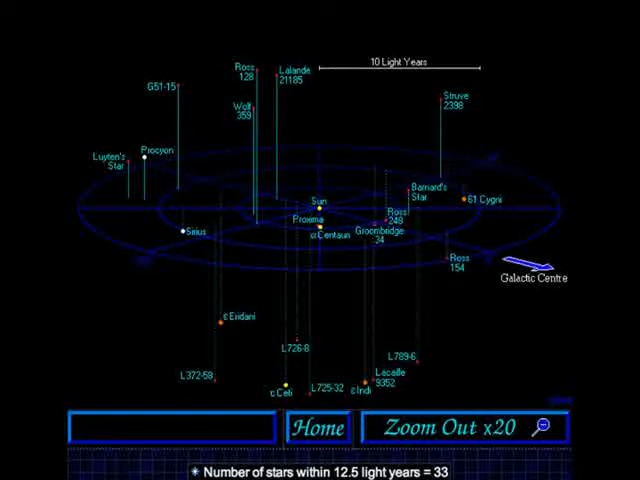 10 Light Years
Ross
128
Lalande
21185
G51-15
Wolf
359
Struve
2398
Procyon
Luyten's
Star
Barnard's
Star
61 Cygni
Sun
Ross
248
Proxima
Groombridge
34
α Centauri
Sirius
Ross
154
Galactic Centre
ε Eridani
L726-8
L789-6
L372-58
Lacaille
9352
τ Ceti
L725-32
ε Indi
Home
Zoom Out x20
Number of stars within 12.5 light years = 33